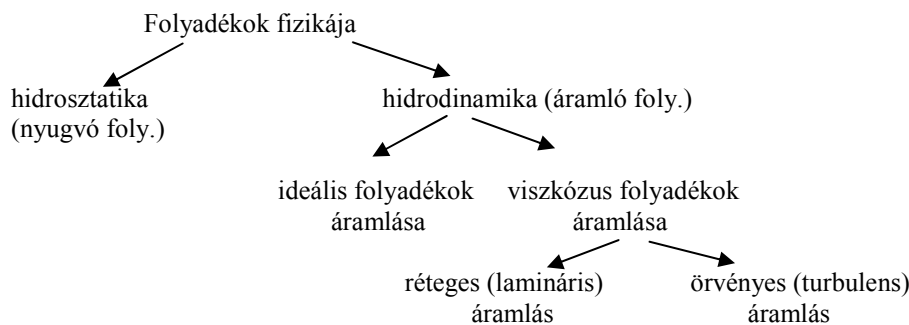 Folyadékok fizikája
hidrosztatika
(nyugvó foly.)
hidrodinamika (áramló foly.)
ideális folyadékok
áramlása
viszkózus folyadékok
áramlása
réteges (lamináris)
áramlás
örvényes (turbulens)
áramlás